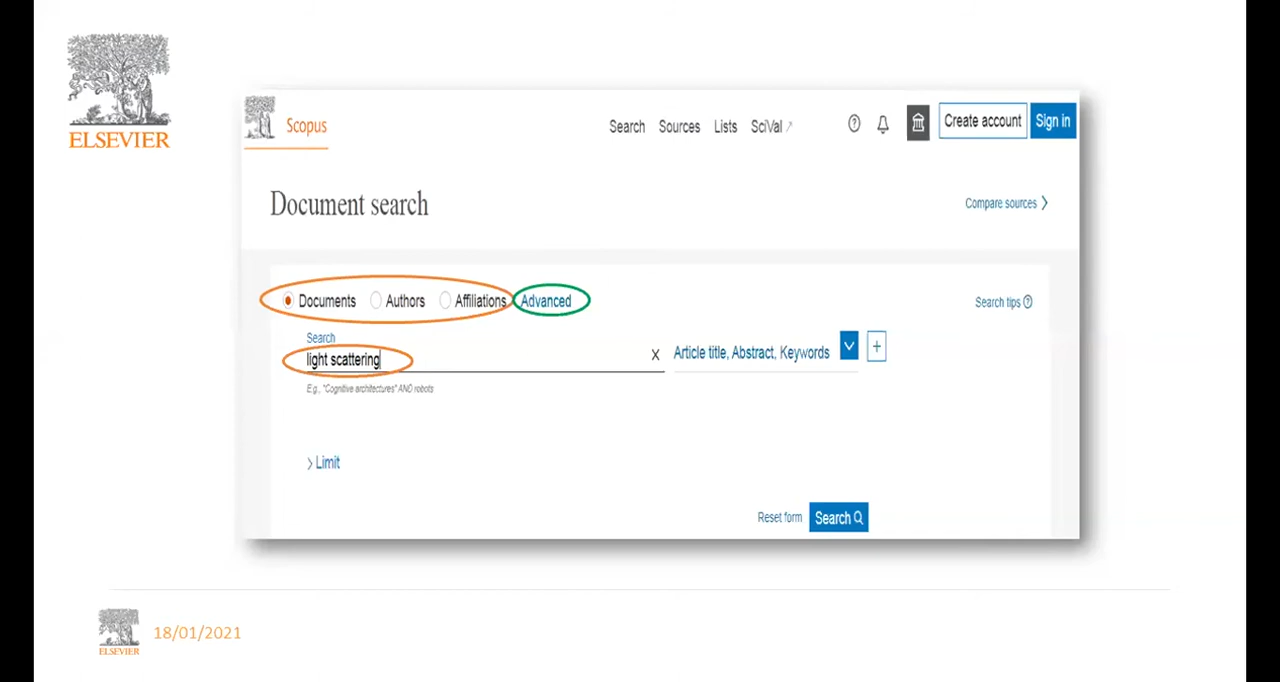 ELSEVIER
Scopus
Search Sources Lists SciVal ↗
Create account Sign in
Document search
Compare sources >
Documents Authors Affiliations Advanced
Search tips ?
Search
light scattering
X Article title, Abstract, Keywords +
E.g., "Cognitive architectures" AND robots
> Limit
Reset form Search
ELSEVIER
18/01/2021